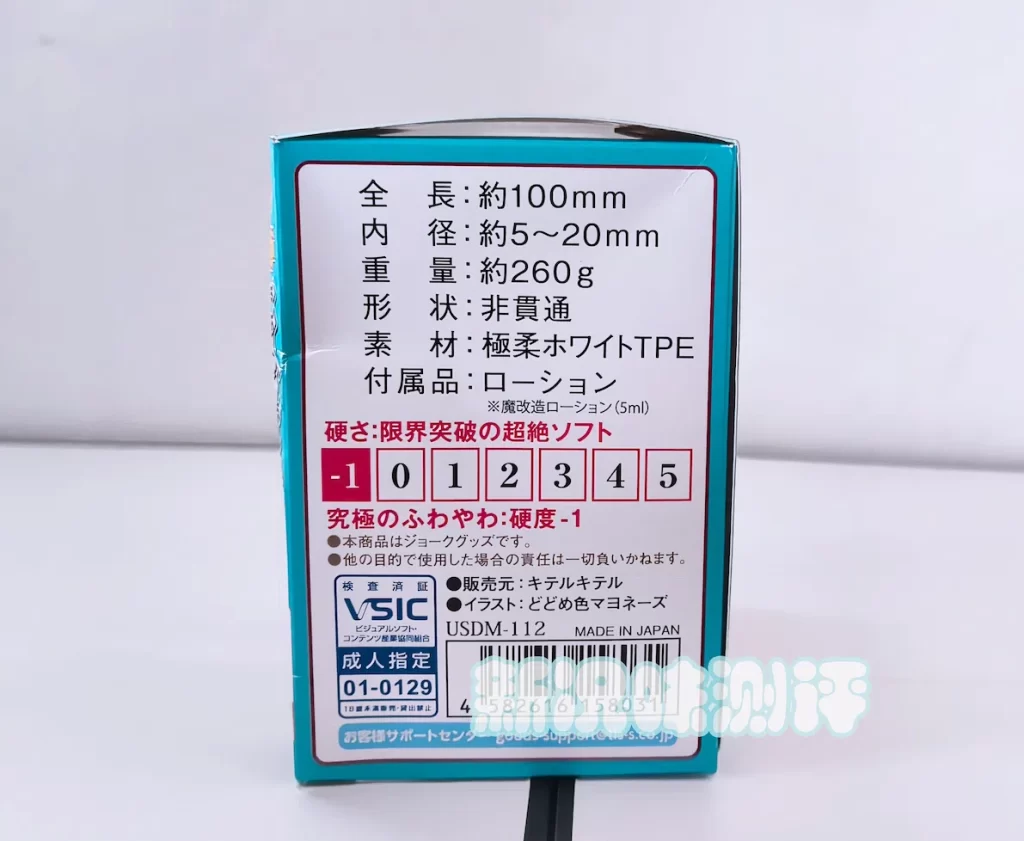 全 長：約100mm
内 径：約5～20mm
重 量：約260g
形 状：非貫通
素 材：極柔ホワイトTPE
付属品：ローション
※魔改造ローション（5ml）
硬さ：限界突破の超絶ソフト
-1 0 1 2 3 4 5
究極のふわやわ：硬度-1
●本商品はジョークグッズです。
●他の目的で使用した場合の責任は一切負いかねます。
検査済証
VSIC
ビジュアルソフト・
コンテンツ産業協同組合
成人指定
01-0129
18歳未満販売・貸出禁止
●販売元：キテルキテル
●イラスト：どどめ色マヨネーズ
USDM-112 MADE IN JAPAN
4 582616 158031
测评
お客様サポートセンター